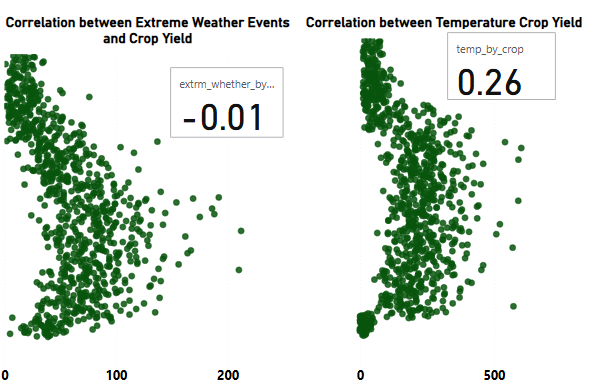 Correlation between Extreme Weather Events
and Crop Yield
extrm_whether_by...
-0.01
0
100
200
Correlation between Temperature Crop Yield
temp_by_crop
0.26
0
500